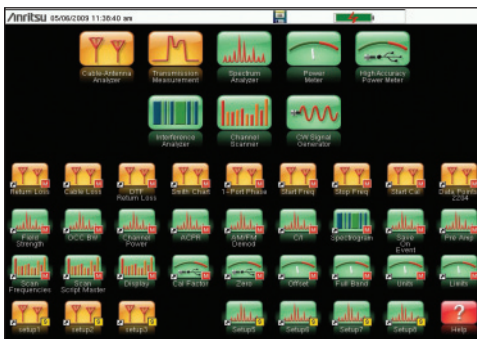 Anritsu 05/06/2009 11:38:40 am
Cable-Antenna Analyzer
Transmission Measurement
Spectrum Analyzer
Power Meter
High Accuracy Power Meter
Interference Analyzer
Channel Scanner
CW Signal Generator
Return Loss
Cable Loss
DTF Return Loss
Smith Chart
1-Port Phase
Start Freq
Stop Freq
Start Cal
Data Points 2204
Field Strength
OCC BW
Channel Power
ACPR
AM/FM Demod
C/I
Spectrogram
Save On Event
Pre Amp
Scan Frequencies
Scan Script Master
Display
Cal Factor
Zero
Offset
Full Band
Units
Limits
setup1
setup2
setup3
Setup5
Setup6
Setup7
Setup8
?
Help